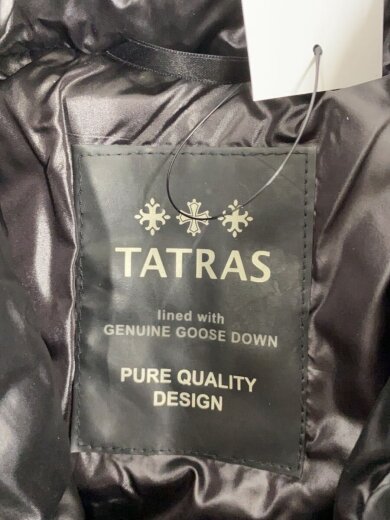 TATRAS
lined with
GENUINE GOOSE DOWN
PURE QUALITY
DESIGN